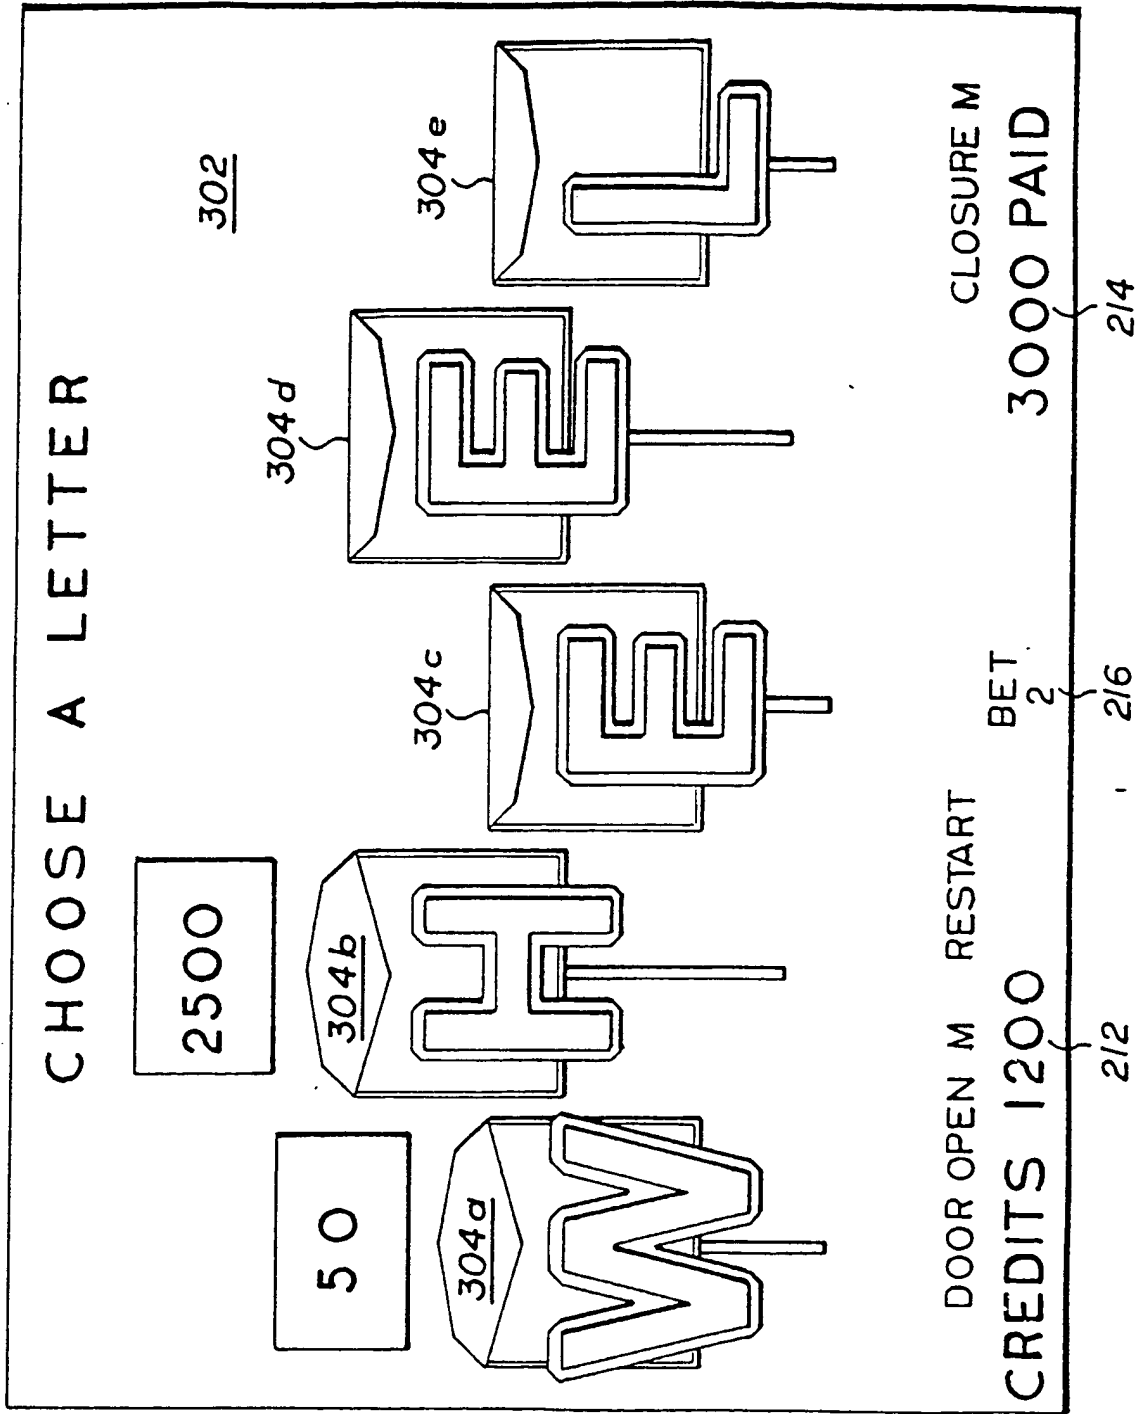 CHOOSE A LETTER
2500
302
50
304d
304b
304c
304e
304a
W H E E L
DOOR OPEN M RESTART CLOSURE M
BET
CREDITS 1200 2 3000 PAID
212 216 214